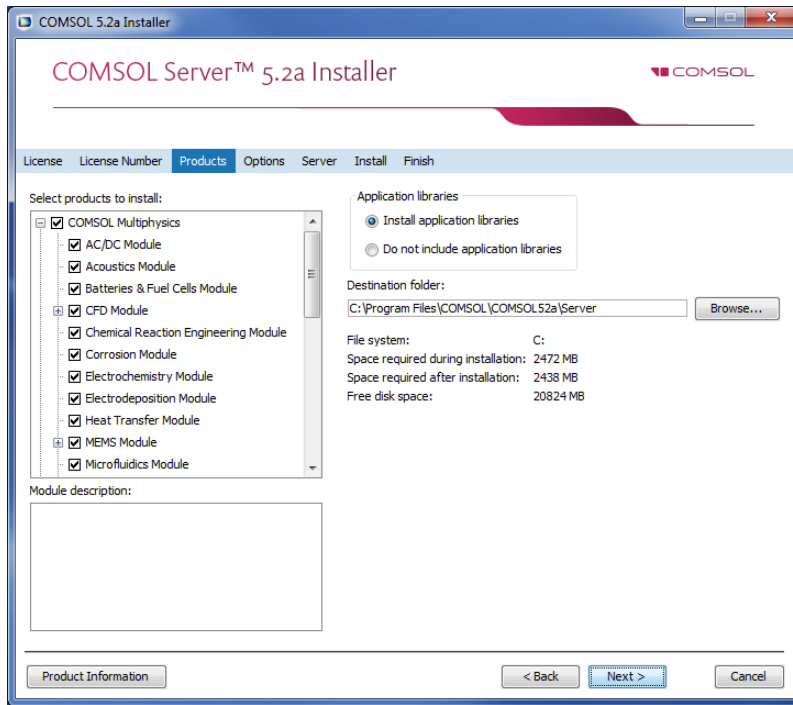 COMSOL 5.2a Installer
COMSOL Server™ 5.2a Installer
COMSOL
License License Number Products Options Server Install Finish
Select products to install:
COMSOL Multiphysics
AC/DC Module
Acoustics Module
Batteries & Fuel Cells Module
CFD Module
Chemical Reaction Engineering Module
Corrosion Module
Electrochemistry Module
Electrodeposition Module
Heat Transfer Module
MEMS Module
Microfluidics Module
Module description:
Application libraries
Install application libraries
Do not include application libraries
Destination folder:
C:\Program Files\COMSOL\COMSOL52a\Server
Browse...
File system: C:
Space required during installation: 2472 MB
Space required after installation: 2438 MB
Free disk space: 20824 MB
Product Information
< Back
Next >
Cancel